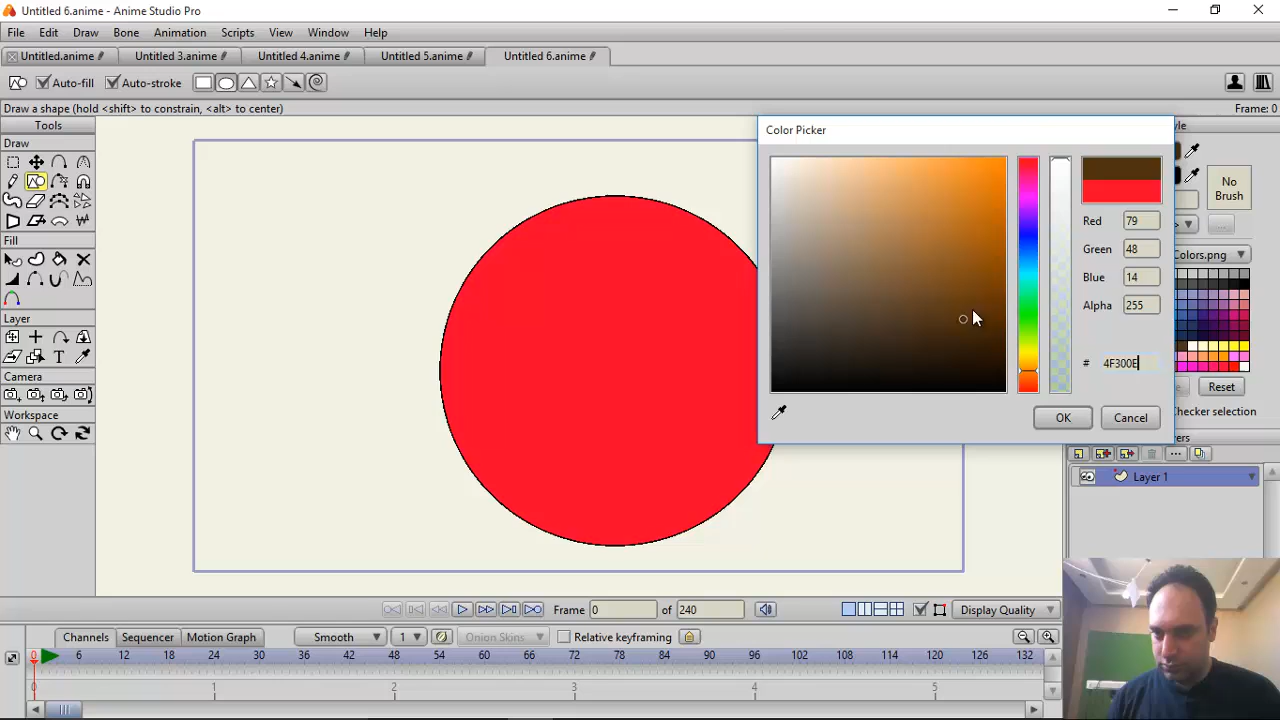 Untitled 6.anime * - Anime Studio Pro
File Edit Draw Bone Animation Scripts View Window Help
Untitled.anime Untitled 3.anime Untitled 4.anime Untitled 5.anime Untitled 6.anime
Auto-fill Auto-stroke
Draw a shape (hold <shift> to constrain, <alt> to center) Frame: 0
Tools
Draw
Fill
Layer
Camera
Workspace
Color Picker
Red 79
Green 48
Blue 14
Alpha 255
# 4F300E
OK Cancel
No
Brush
...
Colors.png
Reset
Checker selection
Layer 1
Frame 0 of 240 Display Quality
Channels Sequencer Motion Graph Smooth 1 Onion Skins Relative keyframing
0 6 12 18 24 30 36 42 48 54 60 66 72 78 84 90 96 102 108 114 120 126 132
0 1 2 3 4 5